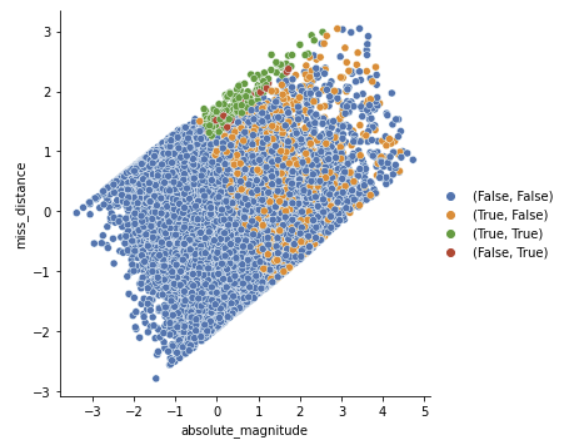 3
2
1
0
−1
−2
−3
miss_distance
−3 −2 −1 0 1 2 3 4 5
absolute_magnitude
(False, False)
(True, False)
(True, True)
(False, True)